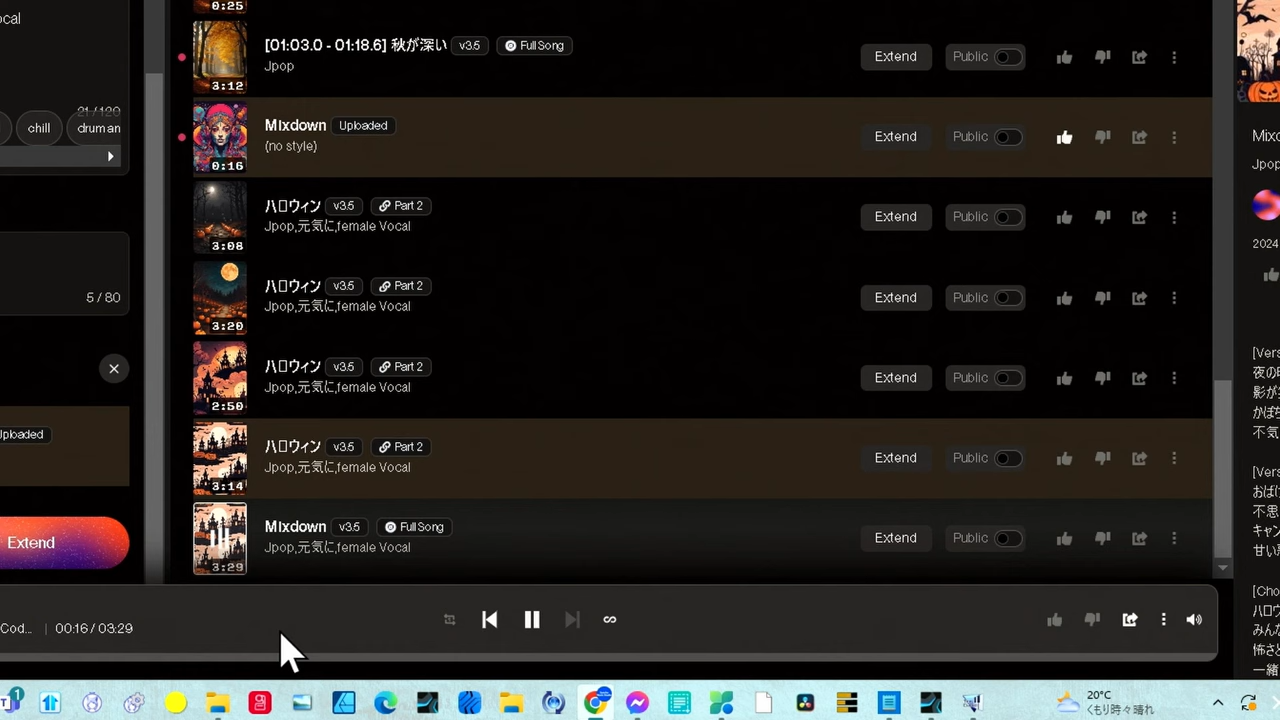 ocal
21 / 120
chill
drum an
5 / 80
Uploaded
Extend
0:25
[01:03.0 - 01:18.6] 秋が深い v3.5 Full Song
Jpop
3:12
Extend
Public
Mixdown Uploaded
(no style)
0:16
Extend
Public
ハロウィン v3.5 Part 2
Jpop,元気に,female Vocal
3:08
Extend
Public
ハロウィン v3.5 Part 2
Jpop,元気に,female Vocal
3:20
Extend
Public
ハロウィン v3.5 Part 2
Jpop,元気に,female Vocal
2:50
Extend
Public
ハロウィン v3.5 Part 2
Jpop,元気に,female Vocal
3:14
Extend
Public
Mixdown v3.5 Full Song
Jpop,元気に,female Vocal
3:29
Extend
Public
Mixd
Jpop
2024
[Vers
夜の
影が
かぼち
不気
[Vers
おばけ
不思
キャン
甘い
[Chor
ハロウ
みん
怖さと
一緒
Cod... | 00:16 / 03:29
1
20°C
くもり時々晴れ